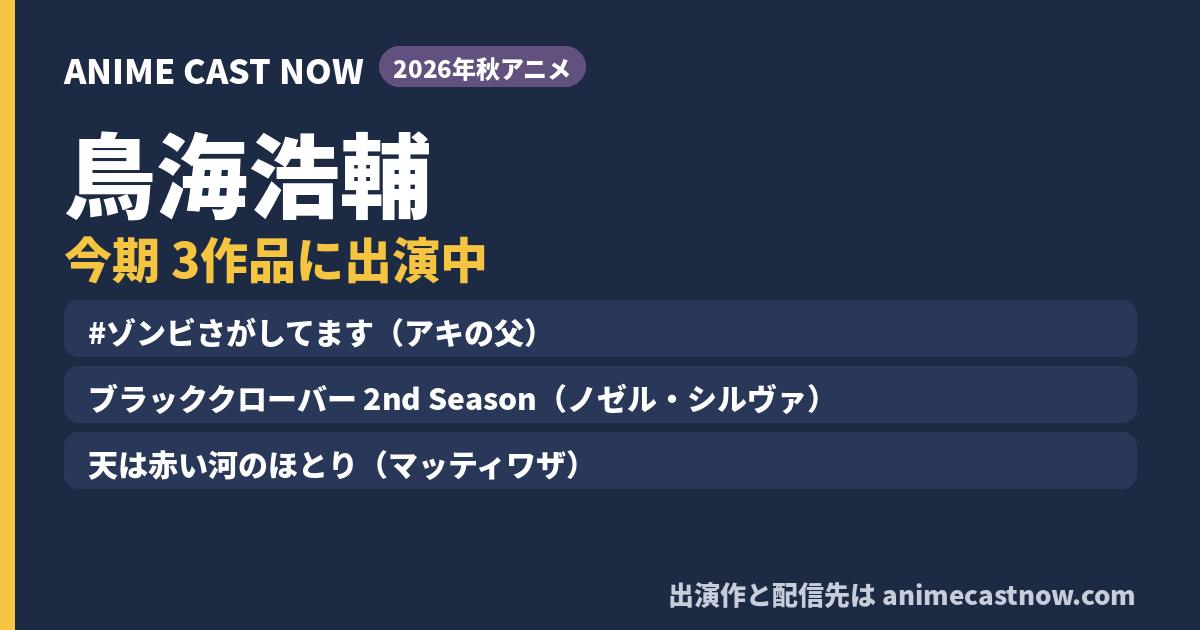 ANIME CAST NOW 2026年秋アニメ
鳥海浩輔
今期 3作品に出演中
#ゾンビさがしてます（アキの父）
ブラッククローバー 2nd Season（ノゼル・シルヴァ）
天は赤い河のほとり（マッティワザ）
出演作と配信先は animecastnow.com